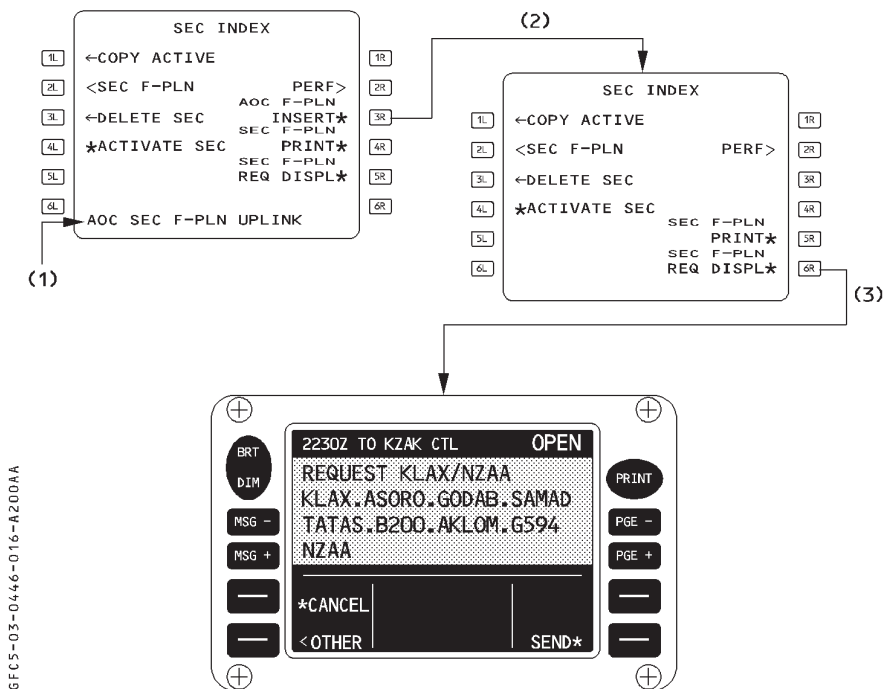 SEC INDEX
1L ←COPY ACTIVE 1R
2L <SEC F-PLN PERF> 2R
AOC F-PLN
3L ←DELETE SEC INSERT* 3R
SEC F-PLN
4L *ACTIVATE SEC PRINT* 4R
SEC F-PLN
5L REQ DISPL* 5R
6L 6R
AOC SEC F-PLN UPLINK
(1)
(2)
SEC INDEX
1L ←COPY ACTIVE 1R
2L <SEC F-PLN PERF> 2R
3L ←DELETE SEC 3R
4L *ACTIVATE SEC 4R
SEC F-PLN
5L PRINT* 5R
SEC F-PLN
6L REQ DISPL* 6R
(3)
BRT
DIM
MSG -
MSG +
2230Z TO KZAK CTL OPEN
REQUEST KLAX/NZAA
KLAX.ASORO.GODAB.SAMAD
TATAS.B200.AKLOM.G594
NZAA
*CANCEL
<OTHER SEND*
PRINT
PGE -
PGE +
GFC5-03-0446-016-A200AA